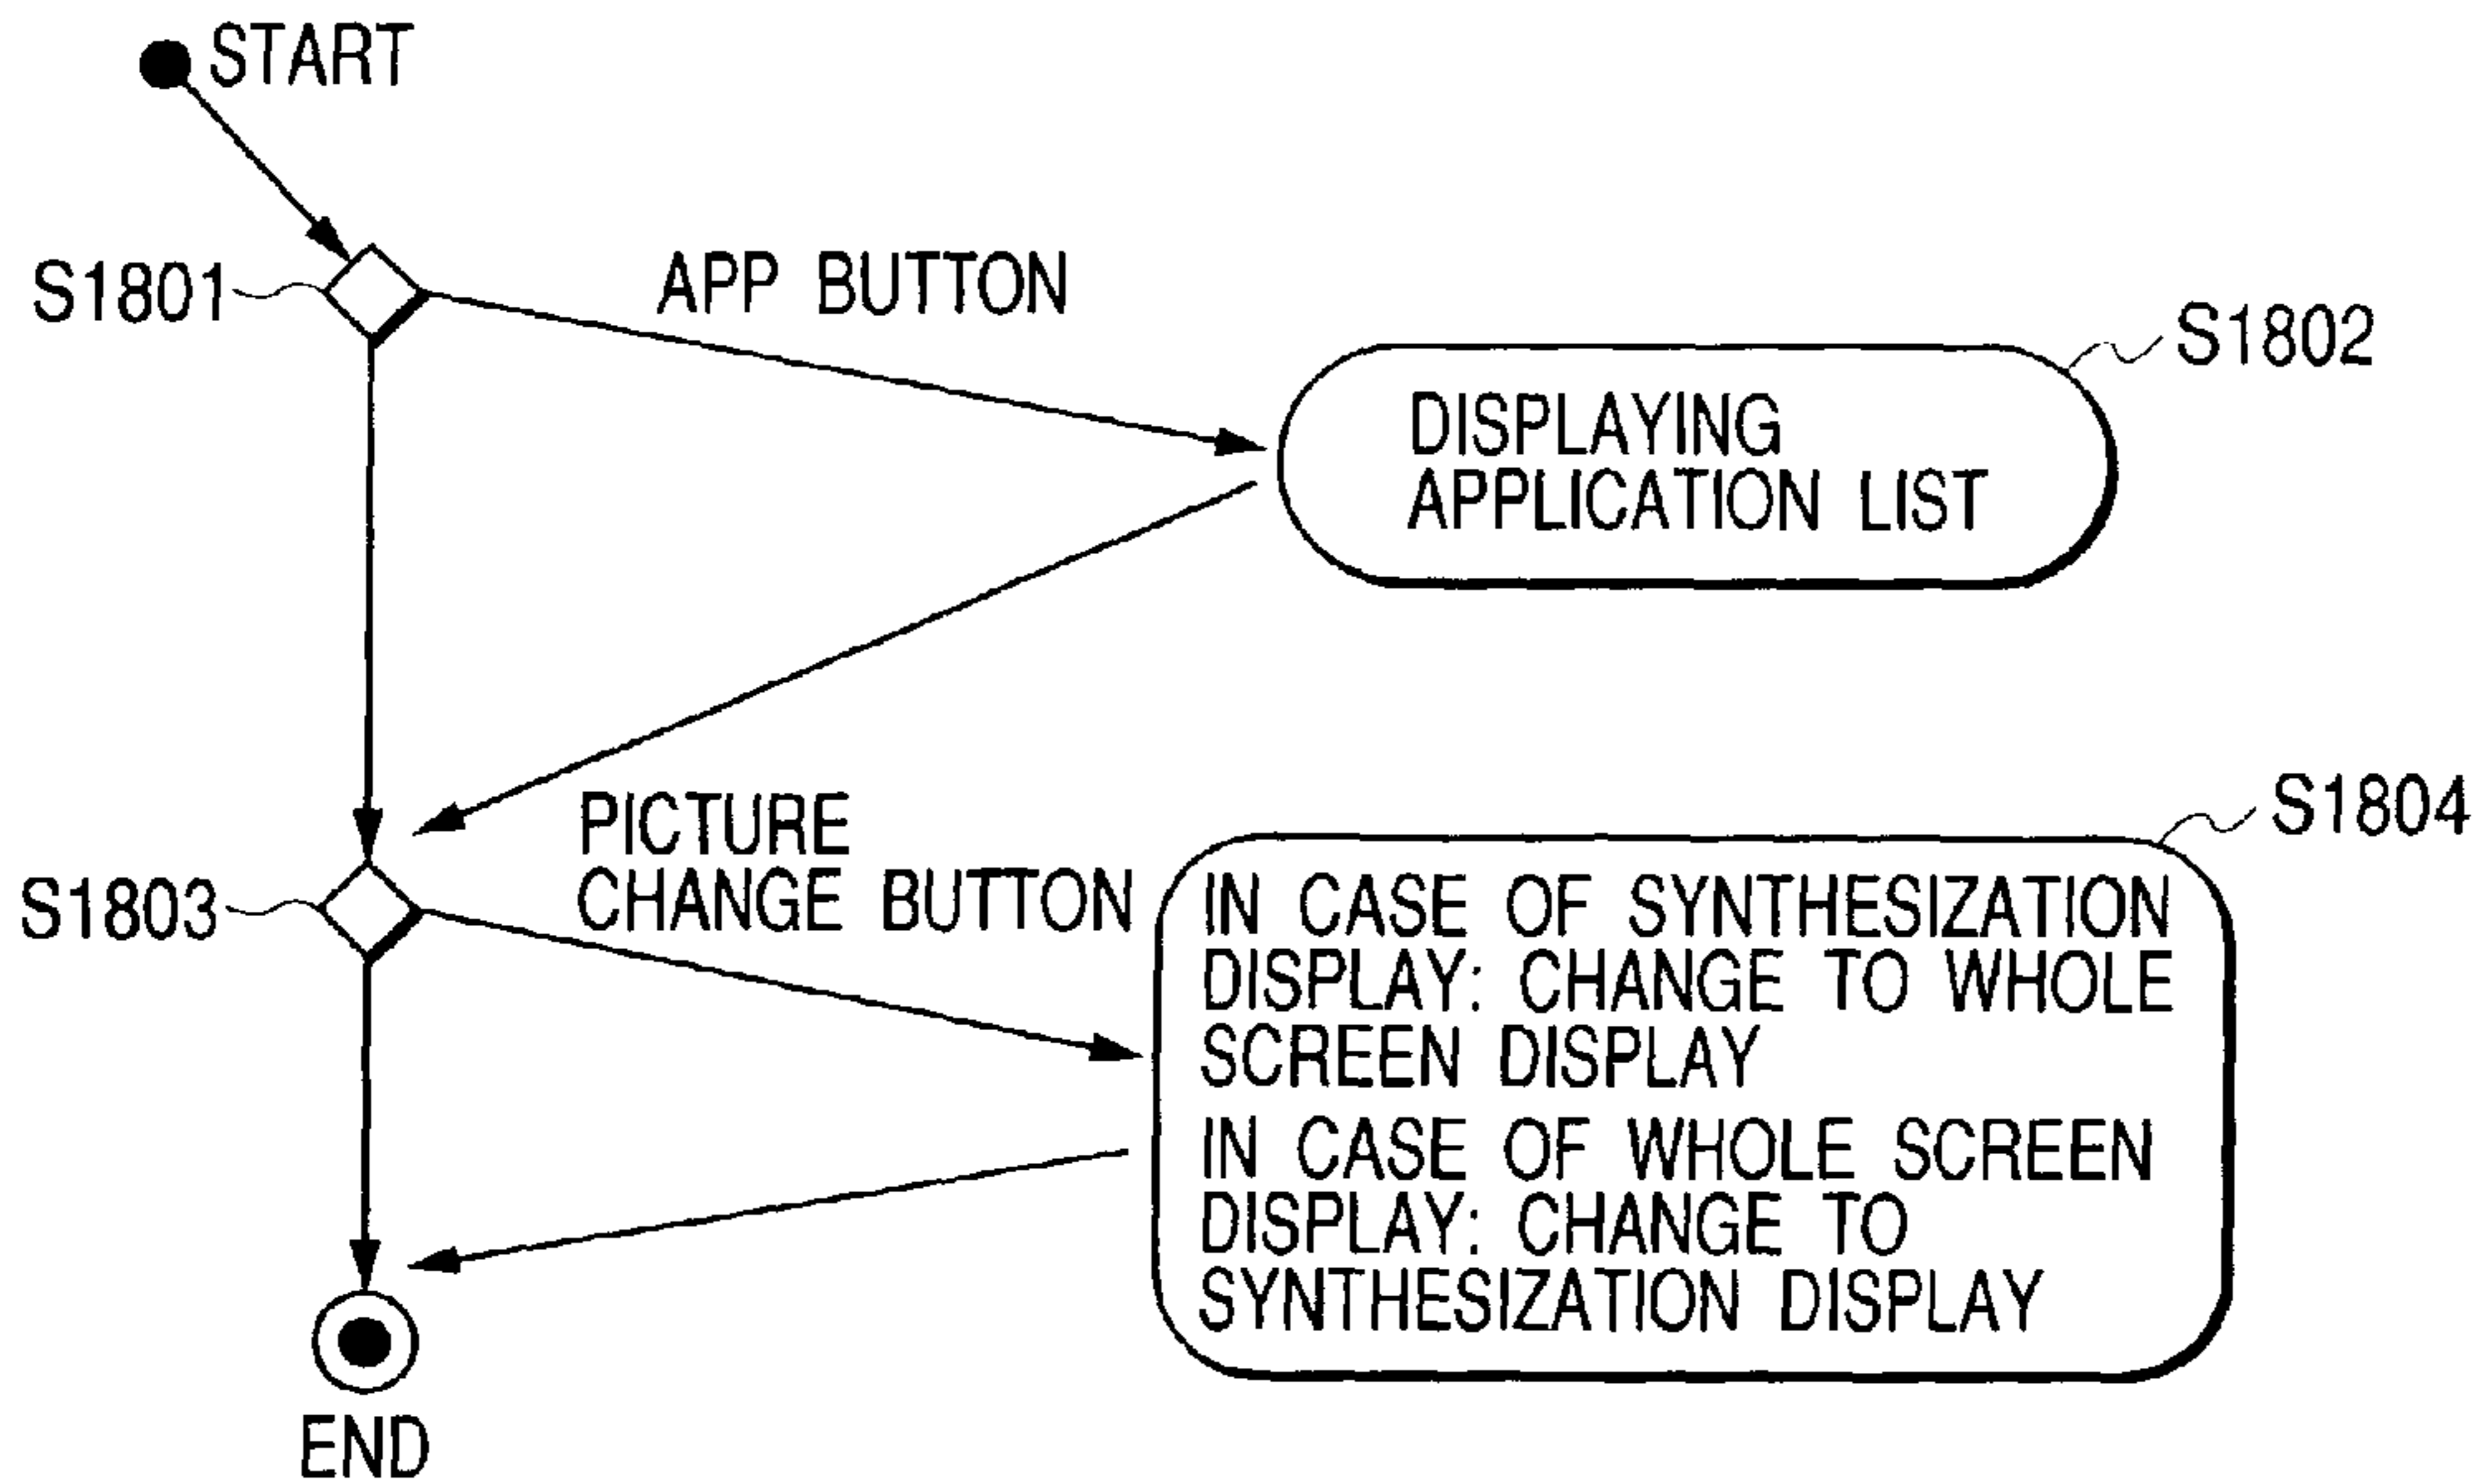 START
S1801
APP BUTTON
S1802
DISPLAYING
APPLICATION LIST
PICTURE
CHANGE BUTTON
S1803
S1804
IN CASE OF SYNTHESIZATION
DISPLAY: CHANGE TO WHOLE
SCREEN DISPLAY
IN CASE OF WHOLE SCREEN
DISPLAY: CHANGE TO
SYNTHESIZATION DISPLAY
END